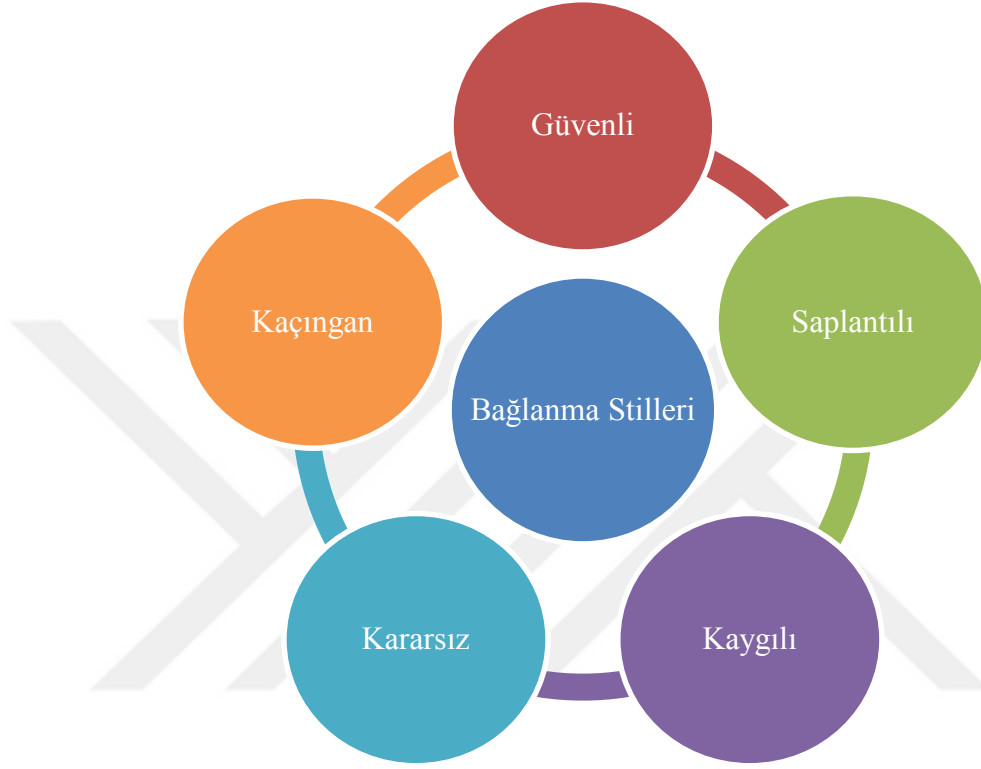 Güvenli
Kaçıngan
Saplantılı
Bağlanma Stilleri
Kararsız
Kaygılı